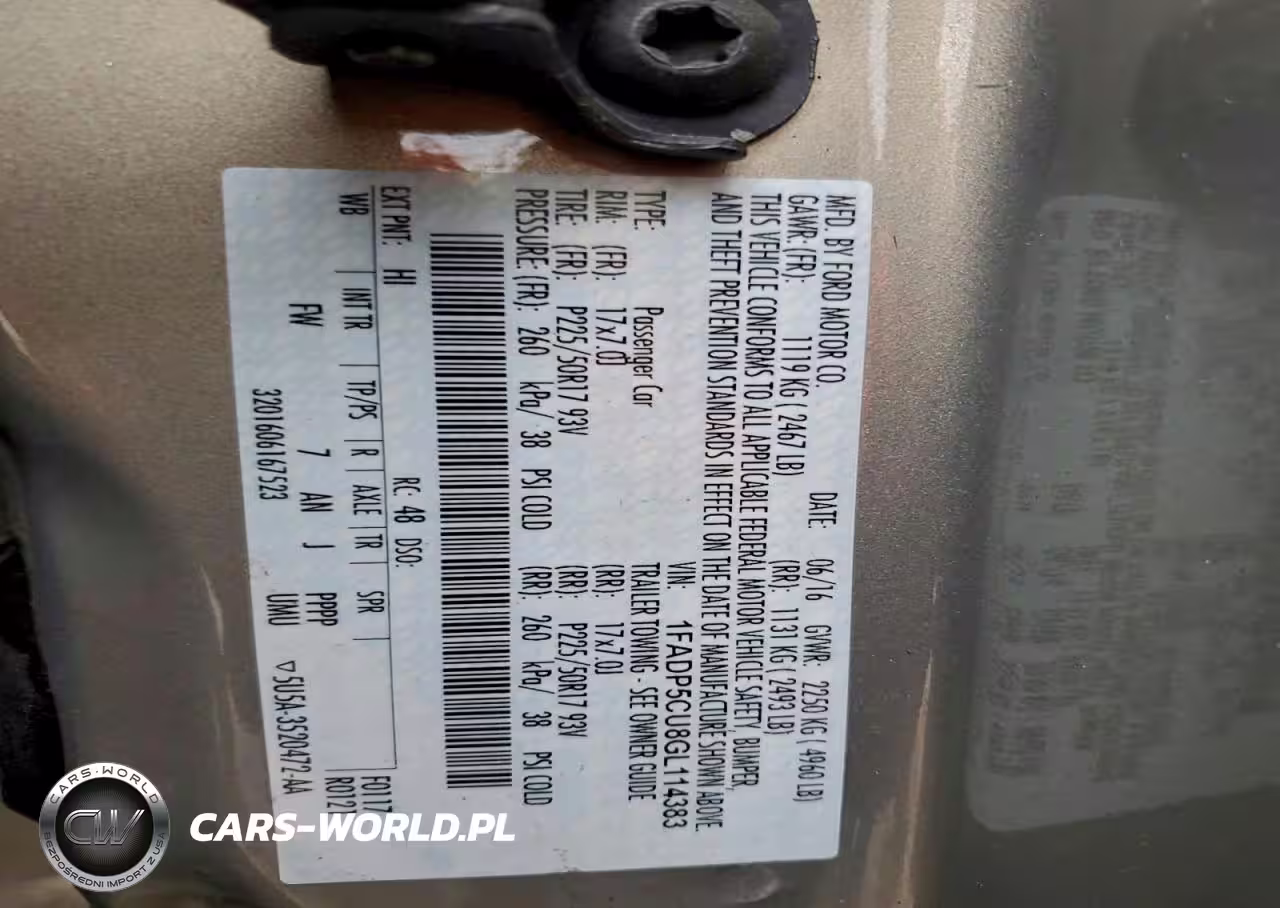 MFD. BY FORD MOTOR CO.
DATE: 06/16 GVWR: 2250 KG ( 4960 LB)
GAWR: (FR): 1119 KG ( 2467 LB) (RR): 1131 KG ( 2493 LB)
THIS VEHICLE CONFORMS TO ALL APPLICABLE FEDERAL MOTOR VEHICLE SAFETY, BUMPER,
AND THEFT PREVENTION STANDARDS IN EFFECT ON THE DATE OF MANUFACTURE SHOWN ABOVE.
VIN: 1FADP5CU8GL114383
TYPE: Passenger Car TRAILER TOWING - SEE OWNER GUIDE
RIM: (FR): 17x7.0J (RR): 17x7.0J
TIRE: (FR): P225/50R17 93V (RR): P225/50R17 93V
PRESSURE: (FR): 260 kPa/ 38 PSI COLD (RR): 260 kPa/ 38 PSI COLD
EXT PNT: HI RC: 48 DSO: F0117
WB INT TR TP/PS R AXLE TR SPR R0121
FW 7 AN J PPPP
UMU
3201606167523 ▽5U5A-3520472-AA
CARS-WORLD
CW
BEZPOŚREDNI IMPORT Z USA
CARS-WORLD.PL